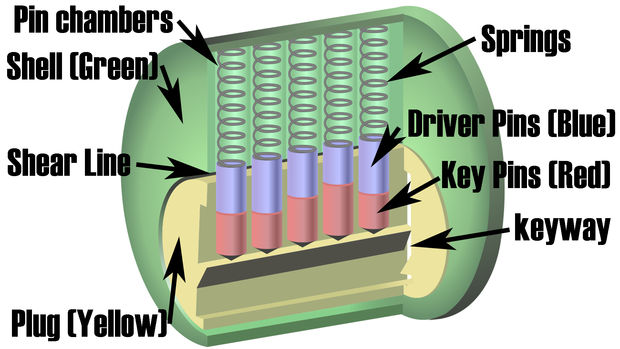 Pin chambers
Shell (Green)
Shear Line
Plug (Yellow)
Springs
Driver Pins (Blue)
Key Pins (Red)
keyway